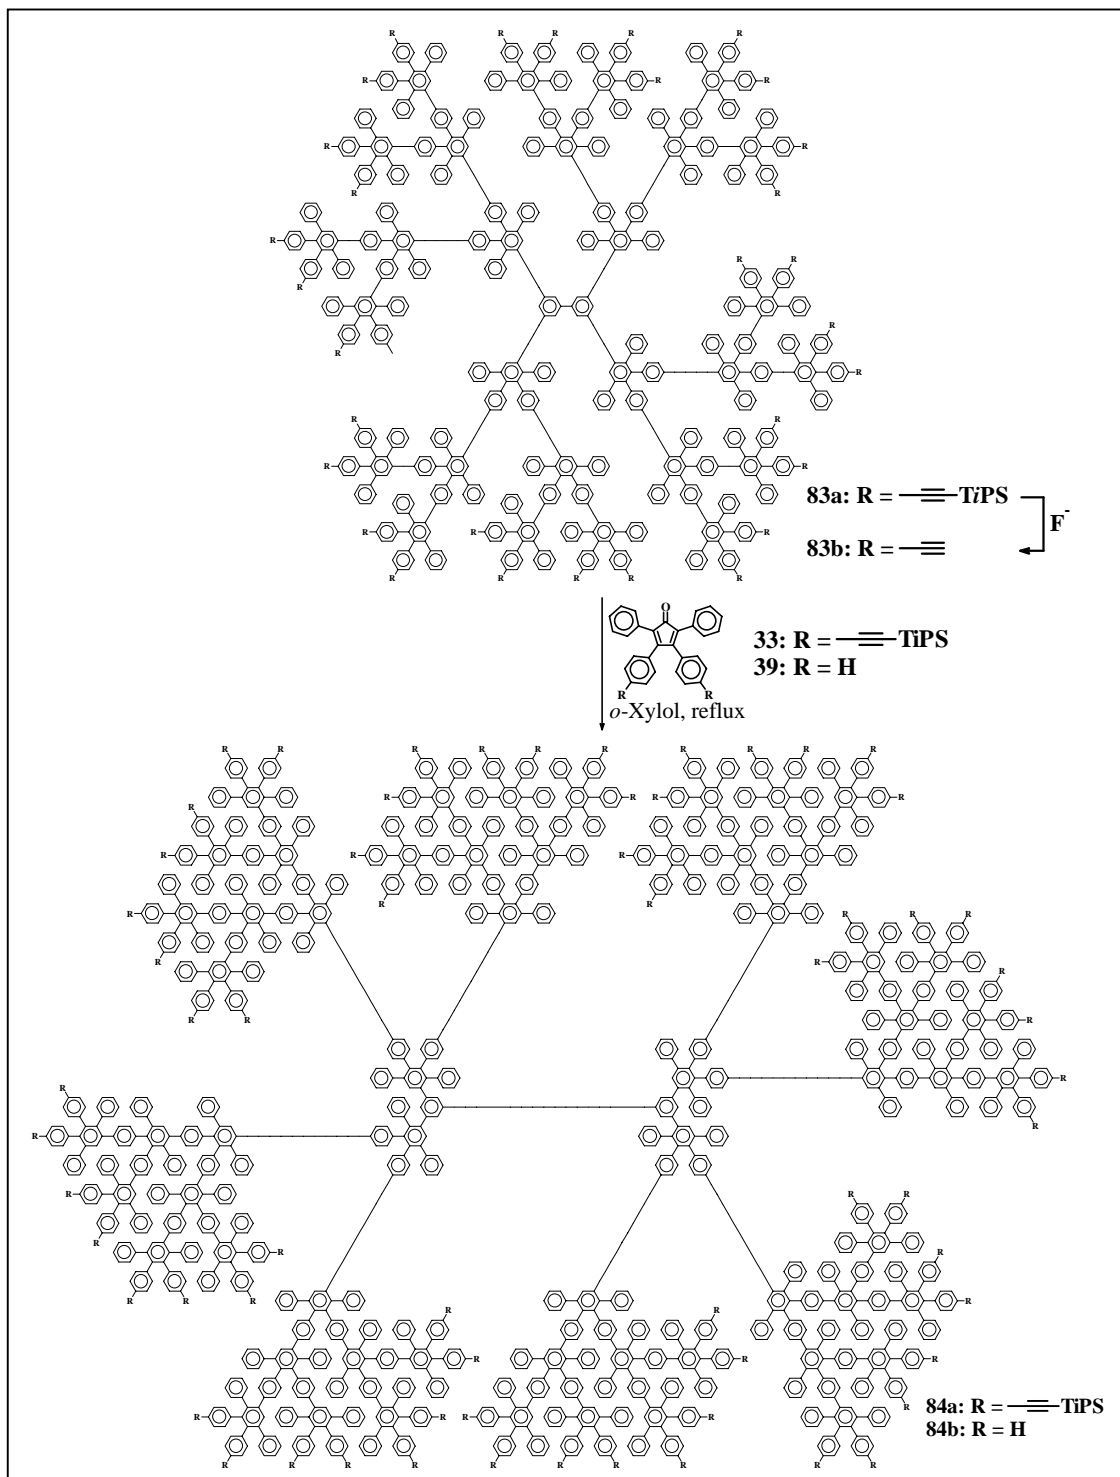 R R R R R
R R R
R R
R R
R
R R
R
R
R
R
R R
R R
83a: R = TiPS
F-
R R R R
83b: R =
R R R R R
O
33: R = TiPS
39: R = H
R R
o-Xylol, reflux
R R R R R R R R
R R R R
R
R R R
R R
R R R R
R R
R
R R R
R
R
R
R
R R R
R
R R
R R R R
R R
R R R
R
84a: R = TiPS
R R R R
84b: R = H
R R R R R R R R R R